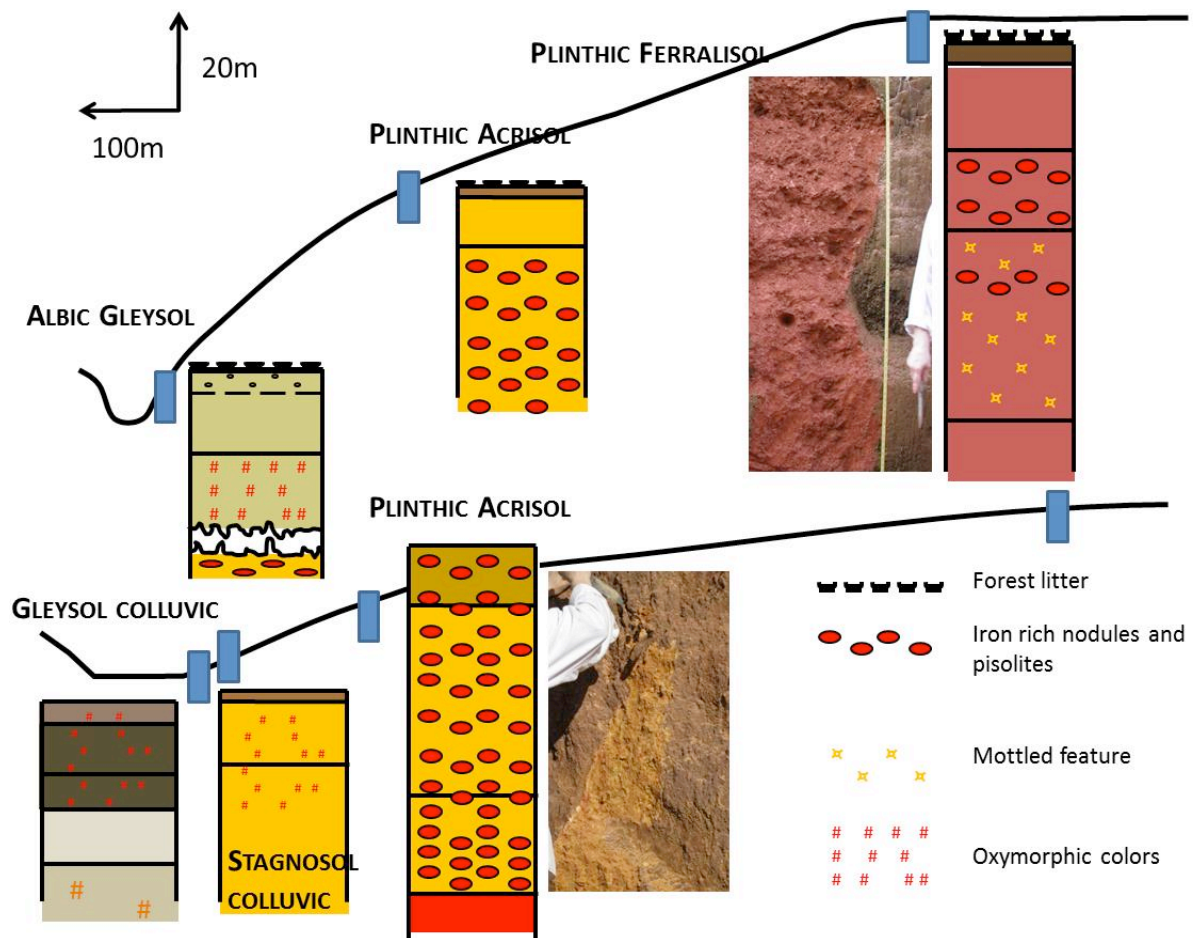 20m
100m
PLINTHIC FERRALISOL
PLINTHIC ACRISOL
ALBIC GLEYSOL
PLINTHIC ACRISOL
GLEYSOL COLLUVIC
STAGNOSOL
COLLUVIC
Forest litter
Iron rich nodules and
pisolites
Mottled feature
Oxymorphic colors